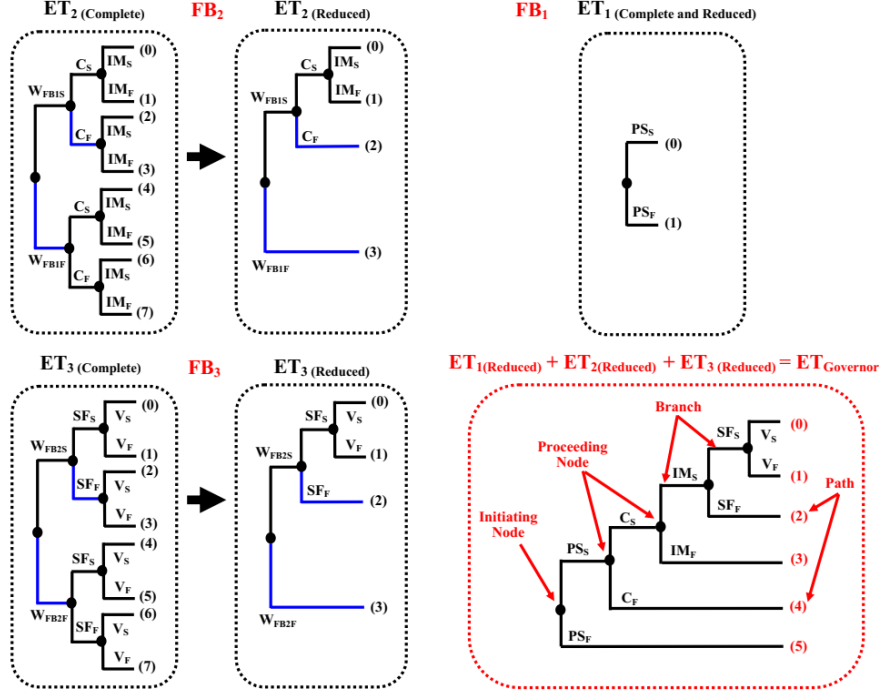 ET2 (Complete) FB2 ET2 (Reduced) FB1 ET1 (Complete and Reduced)
(0)
IMS
CS
IMF
(1)
WFB1S
(2)
IMS
CF
IMF
(3)
(4)
IMS
CS
IMF
(5)
WFB1F
(6)
IMS
CF
IMF
(7)
(0)
IMS
CS
IMF
(1)
WFB1S
CF
(2)
(3)
WFB1F
PSS
(0)
PSF
(1)
ET3 (Complete) FB3 ET3 (Reduced)
(0)
SFS
VS
VF
(1)
WFB2S
(2)
SFF
VS
VF
(3)
(4)
SFS
VS
VF
(5)
WFB2F
(6)
SFF
VS
VF
(7)
(0)
SFS
VS
VF
(1)
WFB2S
SFF
(2)
(3)
WFB2F
ET1(Reduced) + ET2(Reduced) + ET3 (Reduced) = ETGovernor
Branch
(0)
SFS
VS
Proceeding
Node
VF
(1)
IMS
Path
SFF
(2)
Initiating
Node
CS
IMF
(3)
PSS
CF
(4)
PSF
(5)